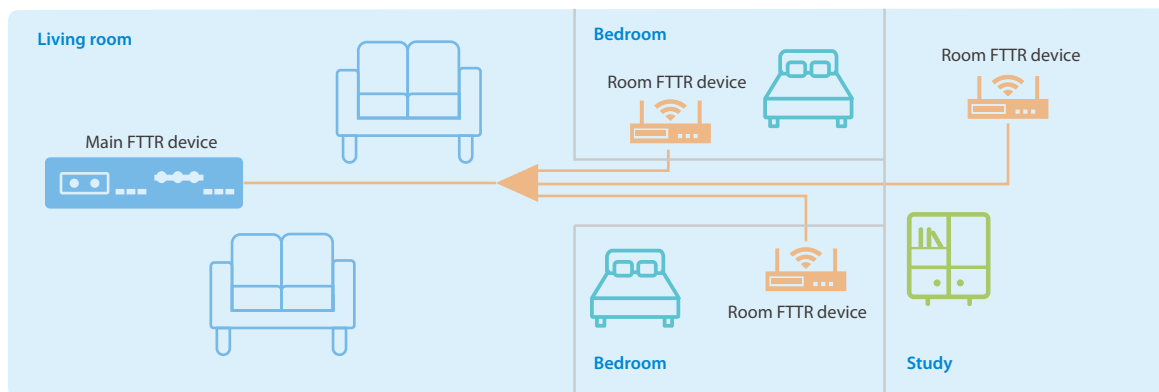 Living room
Bedroom
Room FTTR device
Room FTTR device
Main FTTR device
Room FTTR device
Bedroom
Study